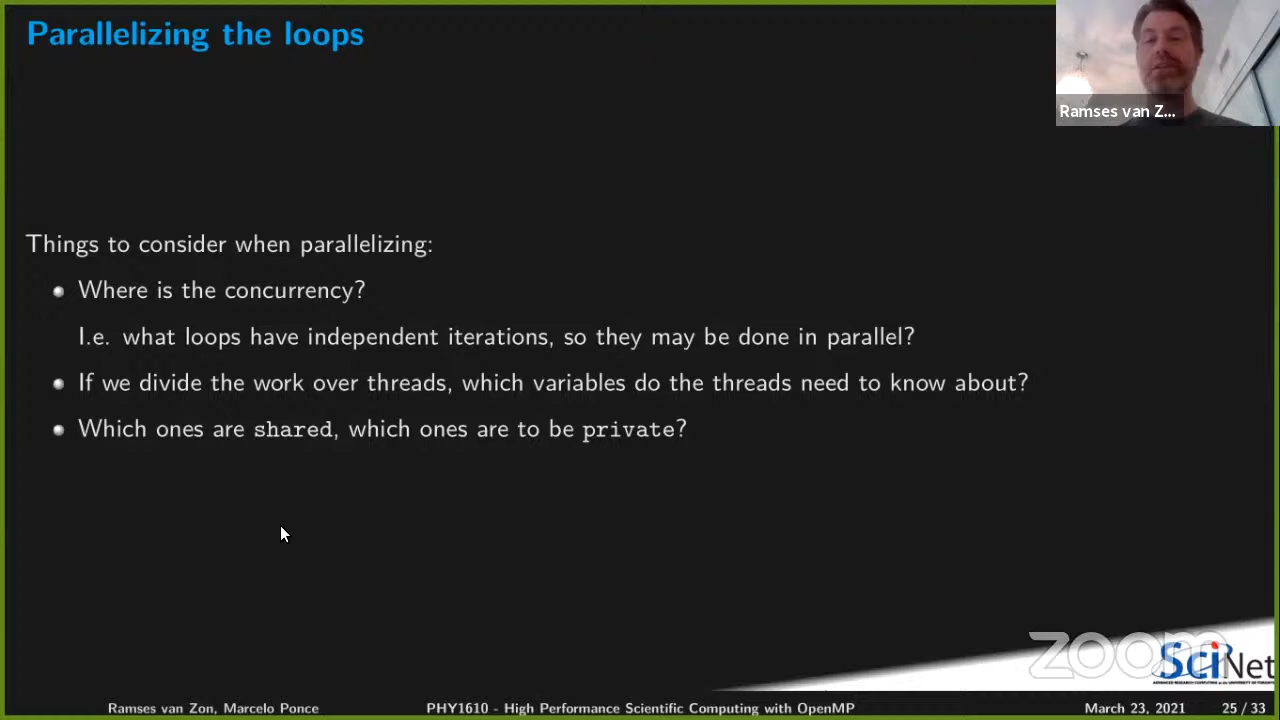 Parallelizing the loops
Ramses van Z...
Things to consider when parallelizing:
Where is the concurrency?
I.e. what loops have independent iterations, so they may be done in parallel?
If we divide the work over threads, which variables do the threads need to know about?
Which ones are shared, which ones are to be private?
zoom
SciNet
Ramses van Zon, Marcelo Ponce
PHY1610 - High Performance Scientific Computing with OpenMP
March 23, 2021
25 / 33